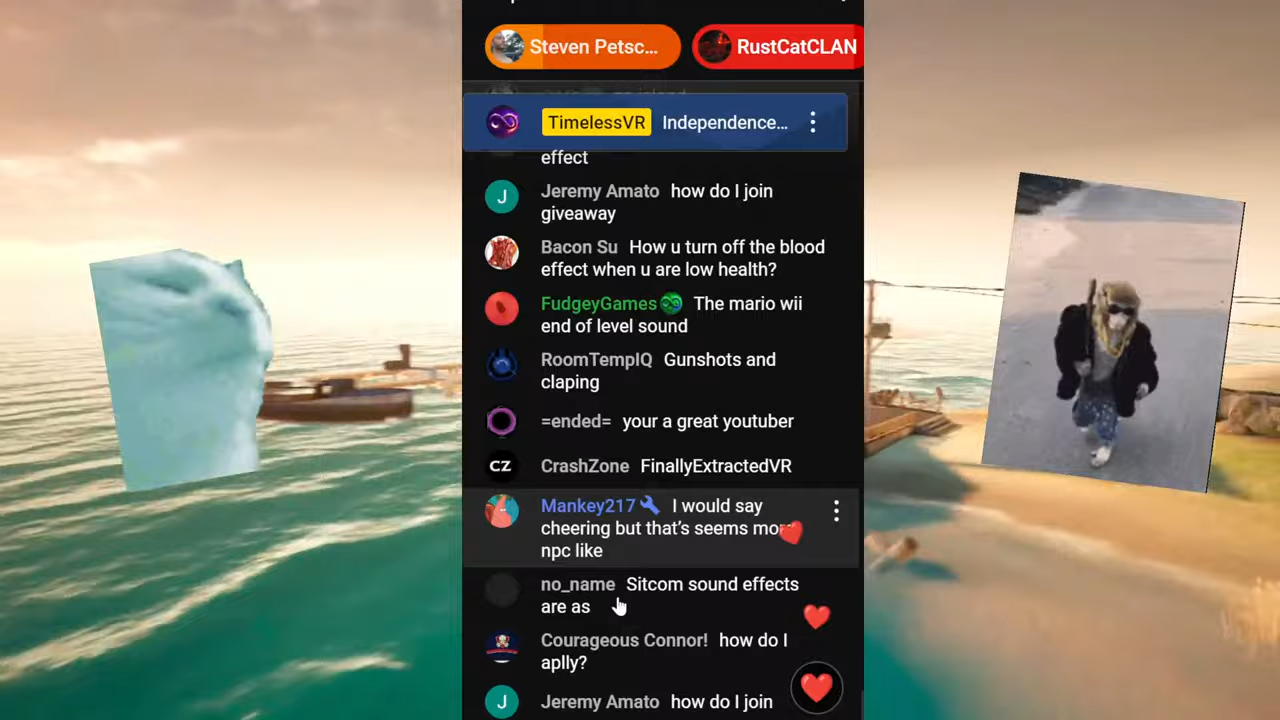 Steven Petsc...
RustCatCLAN
TimelessVR Independence...
effect
J Jeremy Amato how do I join
giveaway
Bacon Su How u turn off the blood
effect when u are low health?
FudgeyGames The mario wii
end of level sound
RoomTempIQ Gunshots and
claping
=ended= your a great youtuber
CZ CrashZone FinallyExtractedVR
Mankey217 I would say
cheering but that's seems
npc like
no_name Sitcom sound effects
are as
Courageous Connor! how do I
aplly?
J Jeremy Amato how do I join